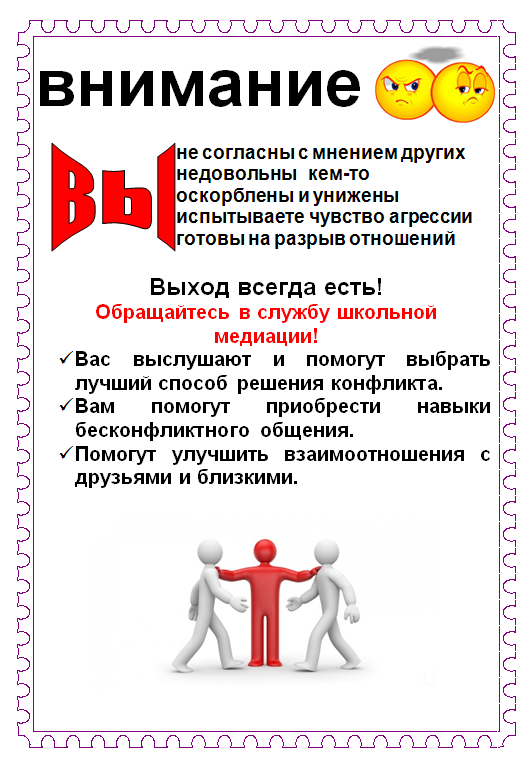 внимание
Вы
не согласны с мнением других
недовольны кем-то
оскорблены и унижены
испытываете чувство агрессии
готовы на разрыв отношений
Выход всегда есть!
Обращайтесь в службу школьной
медиации!
✓Вас выслушают и помогут выбрать
лучший способ решения конфликта.
✓Вам помогут приобрести навыки
бесконфликтного общения.
✓Помогут улучшить взаимоотношения с
друзьями и близкими.